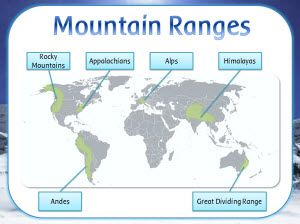 Mountain Ranges
Rocky
Mountains
Appalachians
Alps
Himalayas
Andes
Great Dividing Range